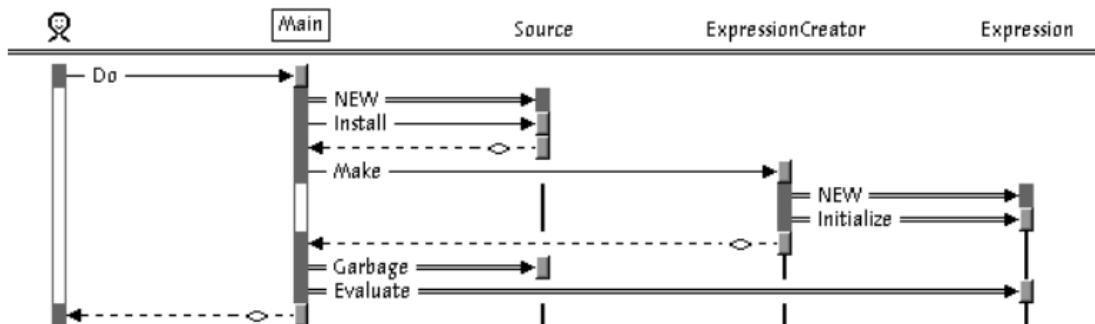 Main Source ExpressionCreator Expression
Do
NEW
Install
Make
NEW
Initialize
Garbage
Evaluate